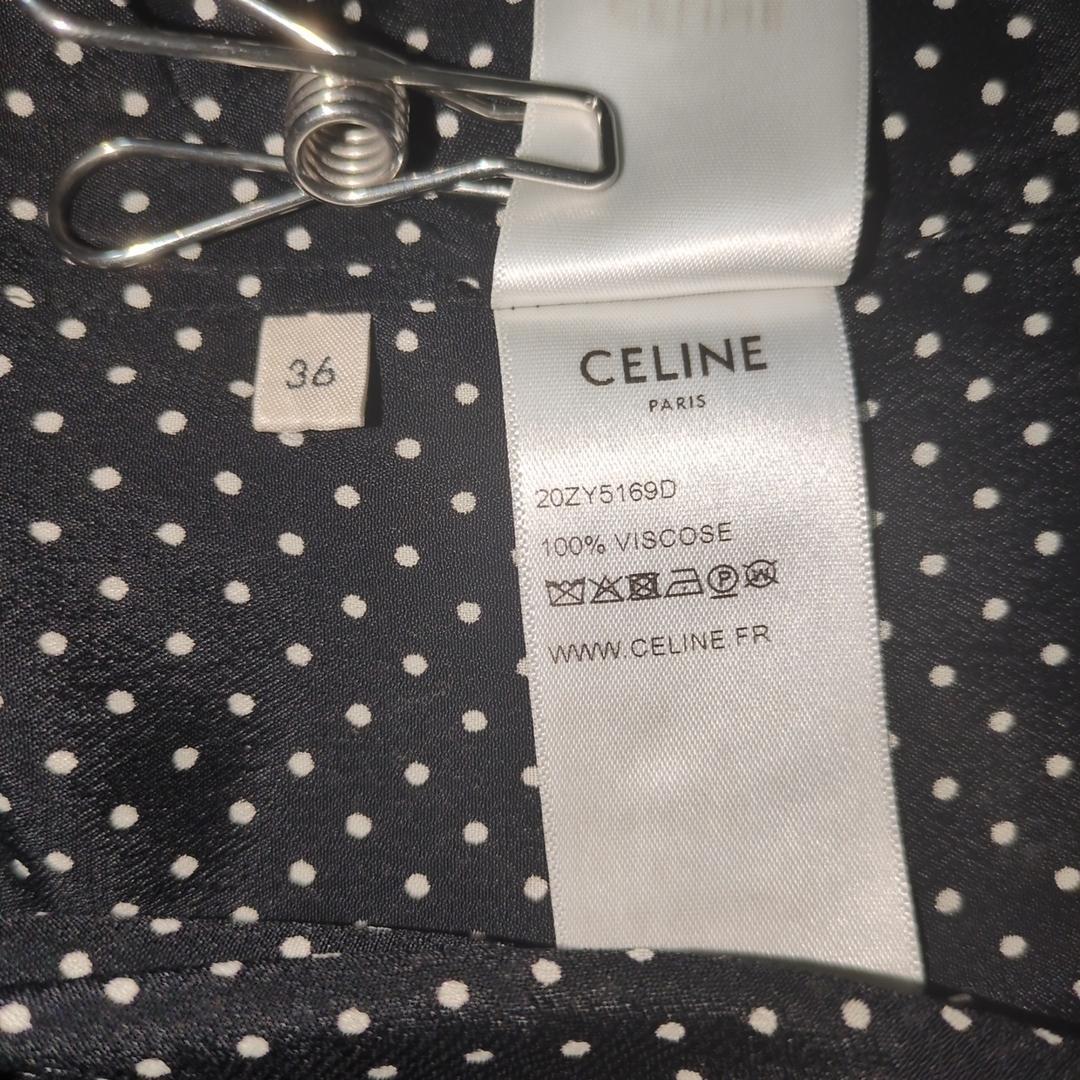 36
CELINE
PARIS
20ZY5169D
100% VISCOSE
P W
WWW.CELINE.FR